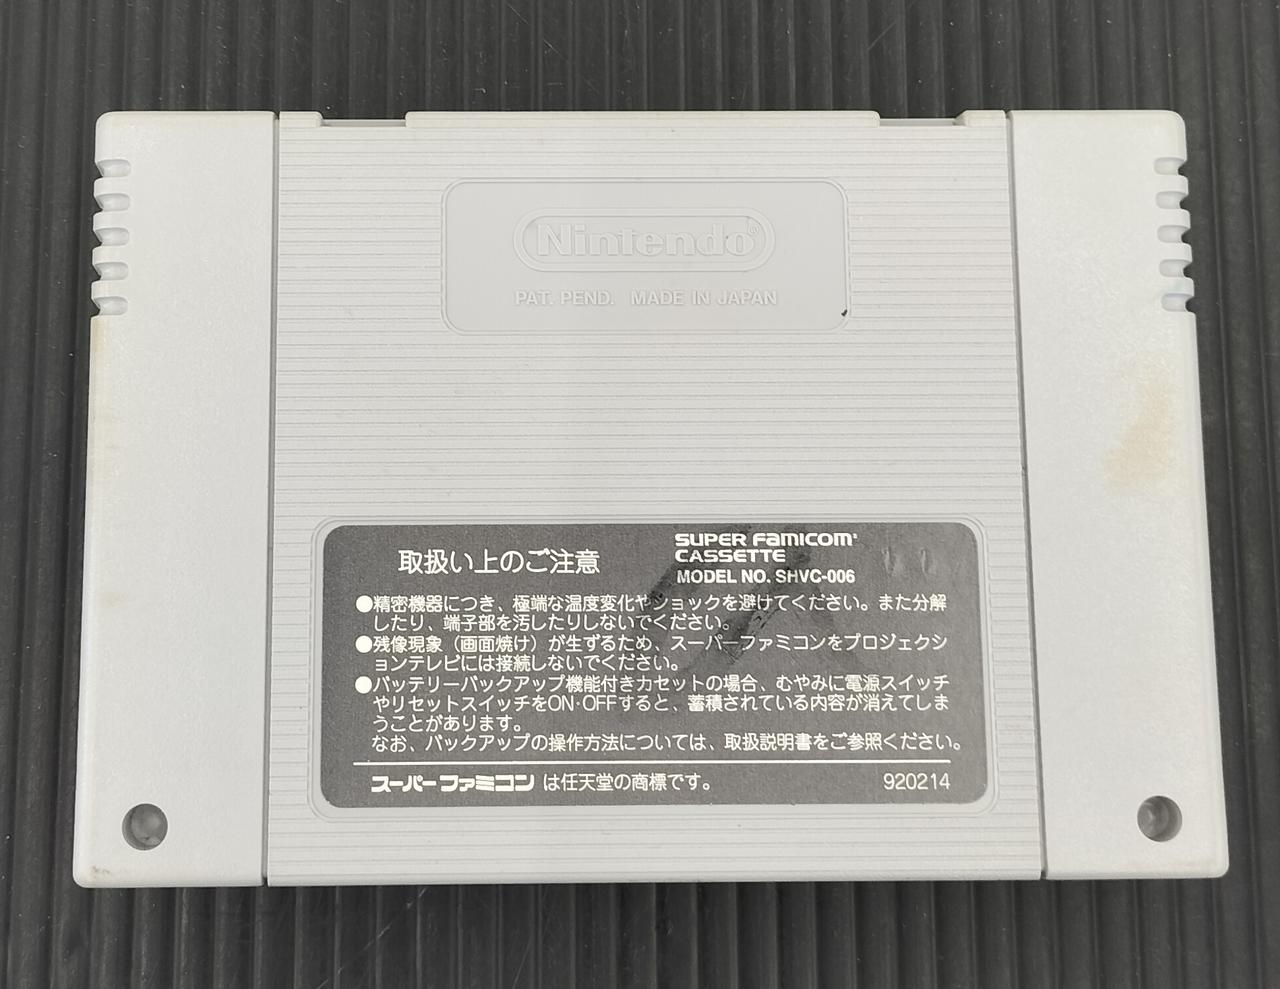 Nintendo®
PAT. PEND. MADE IN JAPAN
取扱い上のご注意
SUPER FAMICOM
CASSETTE
MODEL NO. SHVC-006
●精密機器につき、極端な温度変化やショックを避けてください。また分解
したり、端子部を汚したりしないでください。
●残像現象（画面焼け）が生ずるため、スーパーファミコンをプロジェクシ
ョンテレビには接続しないでください。
●バッテリーバックアップ機能付きカセットの場合、むやみに電源スイッチ
やリセットスイッチをON·OFFすると、蓄積されている内容が消えてしま
うことがあります。
なお、バックアップの操作方法については、取扱説明書をご参照ください。
スーパーファミコンは任天堂の商標です。 920214